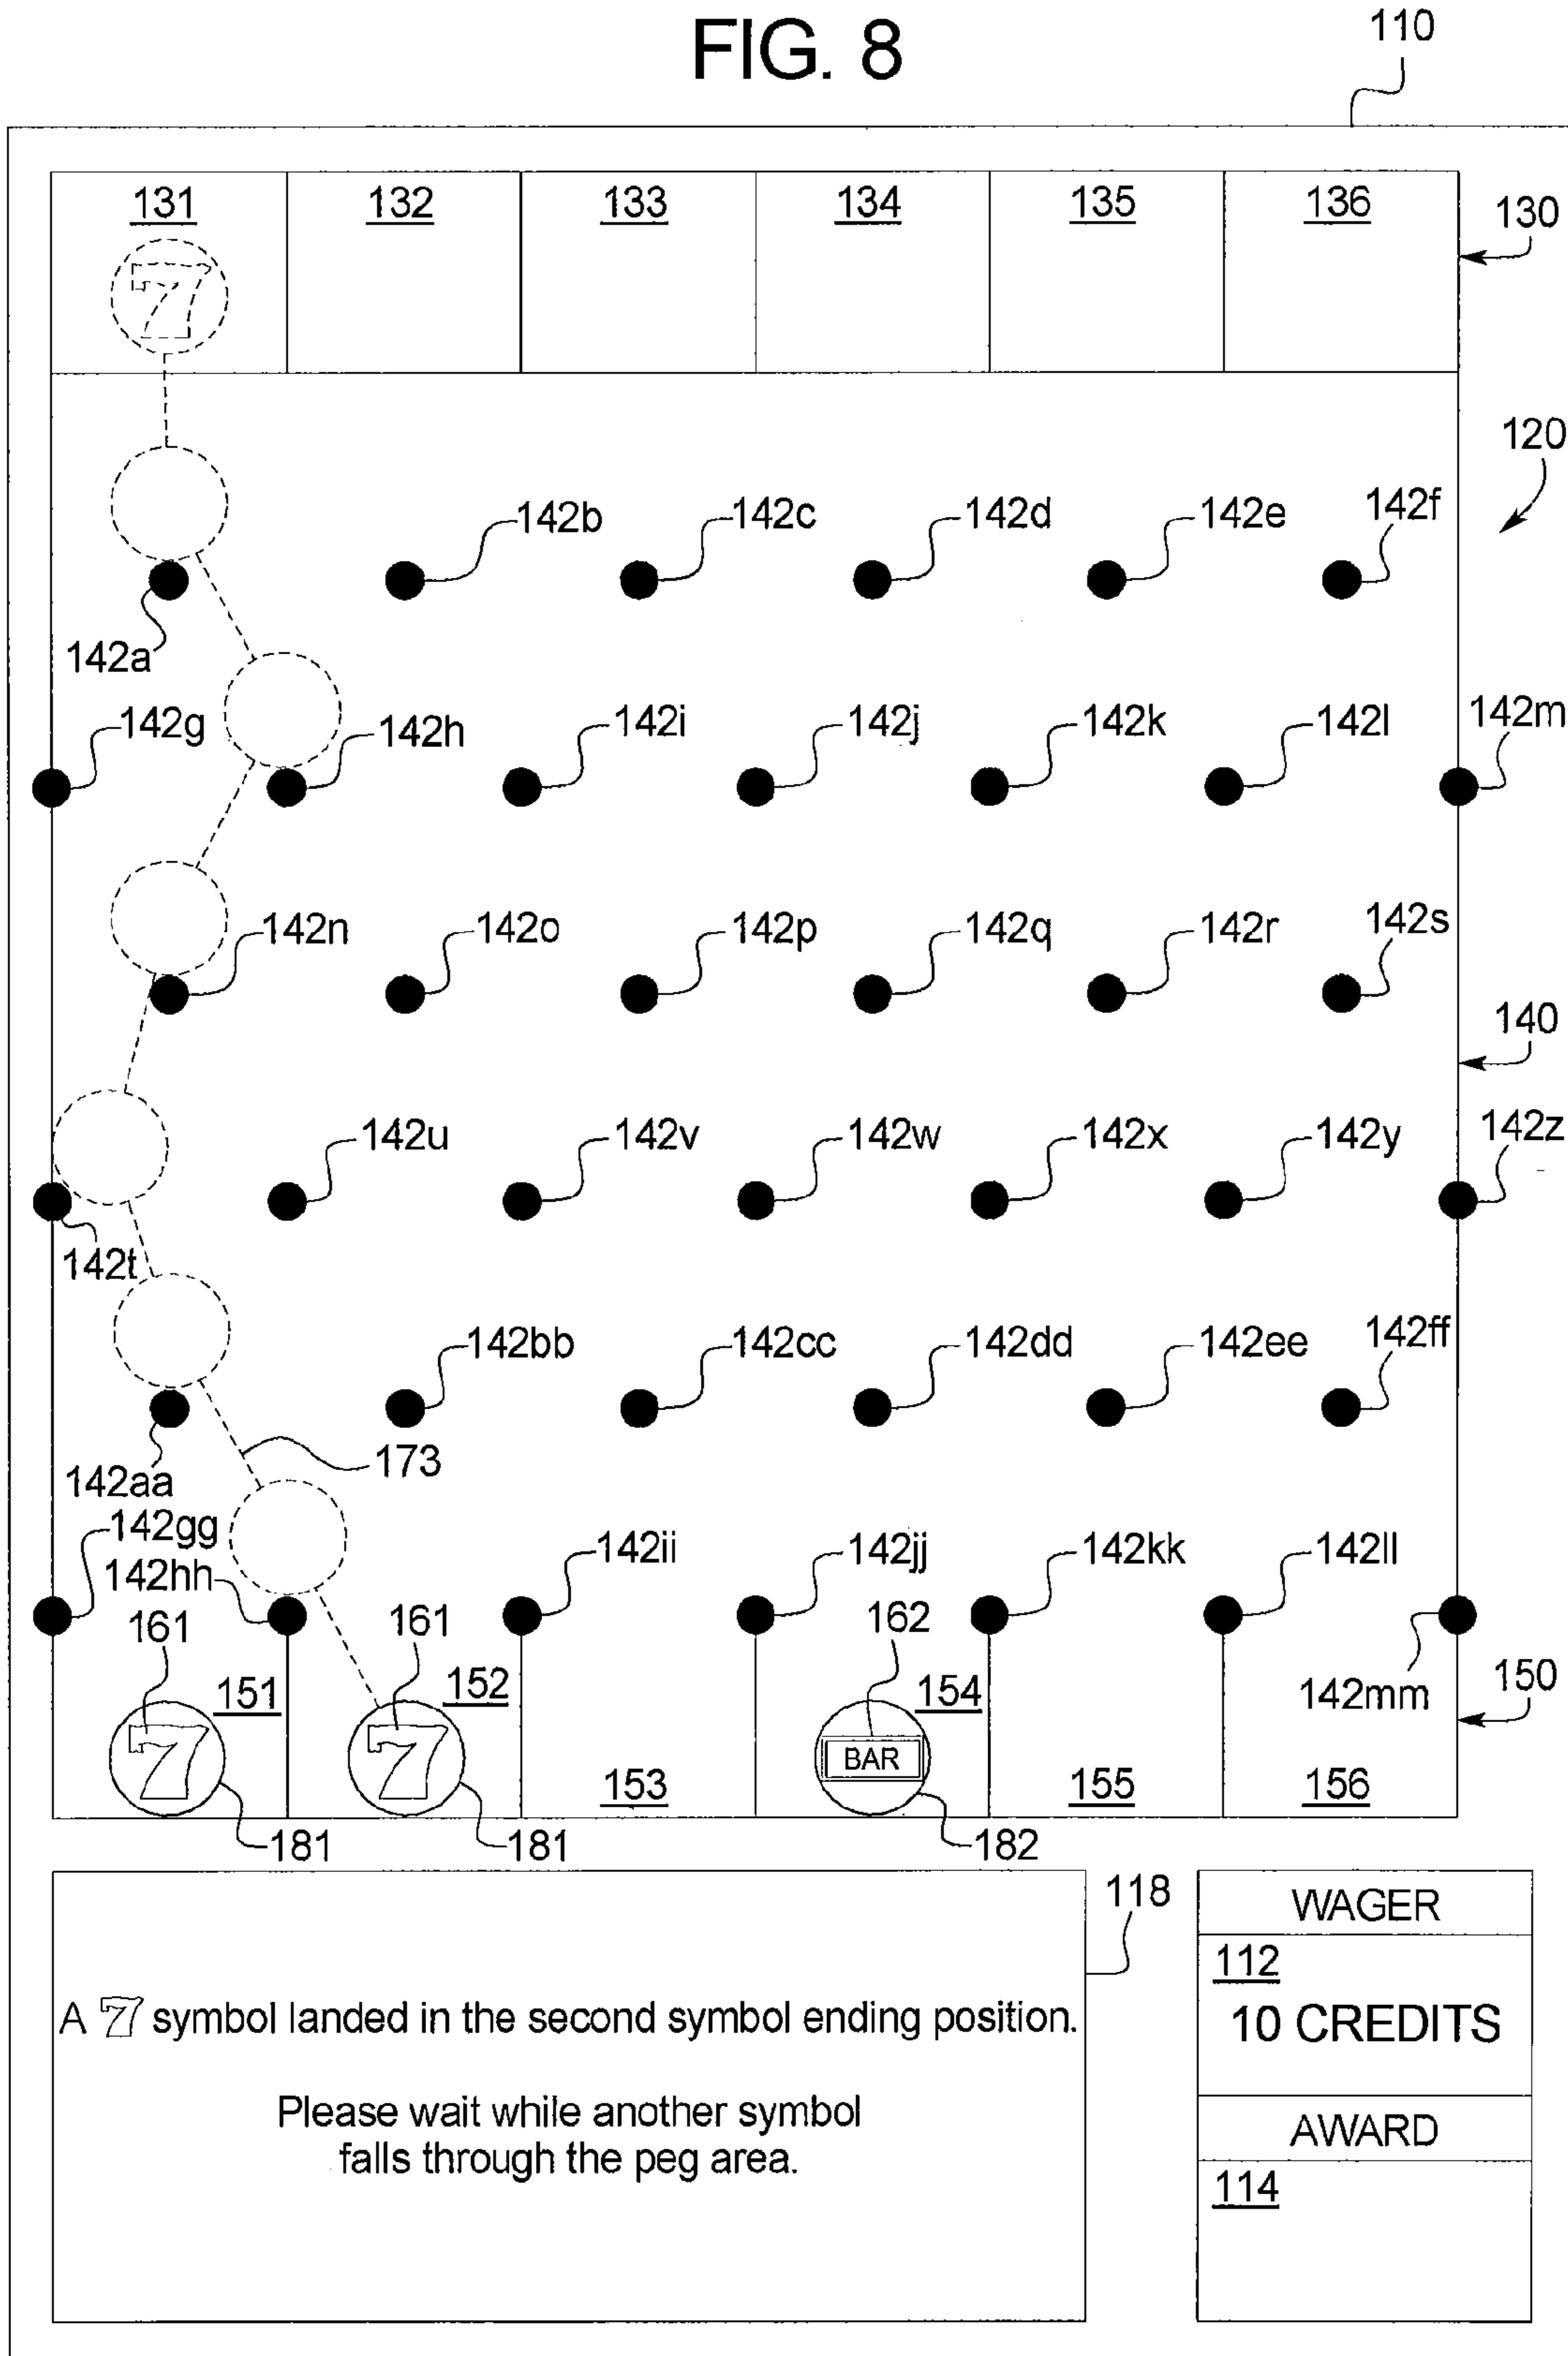 FIG. 8
110
131 132 133 134 135 136
130
7
120
142b 142c 142d 142e 142f
142a
142g 142h 142i 142j 142k 142l 142m
142n 142o 142p 142q 142r 142s
140
142u 142v 142w 142x 142y 142z
142t
142bb 142cc 142dd 142ee 142ff
173
142aa
142gg
142hh 142ii 142jj 142kk 142ll
161 161 162
151 152 154 142mm 150
7 7 BAR
153 155 156
181 181 182
118
WAGER
112
10 CREDITS
A 7 symbol landed in the second symbol ending position.
Please wait while another symbol
falls through the peg area.
AWARD
114